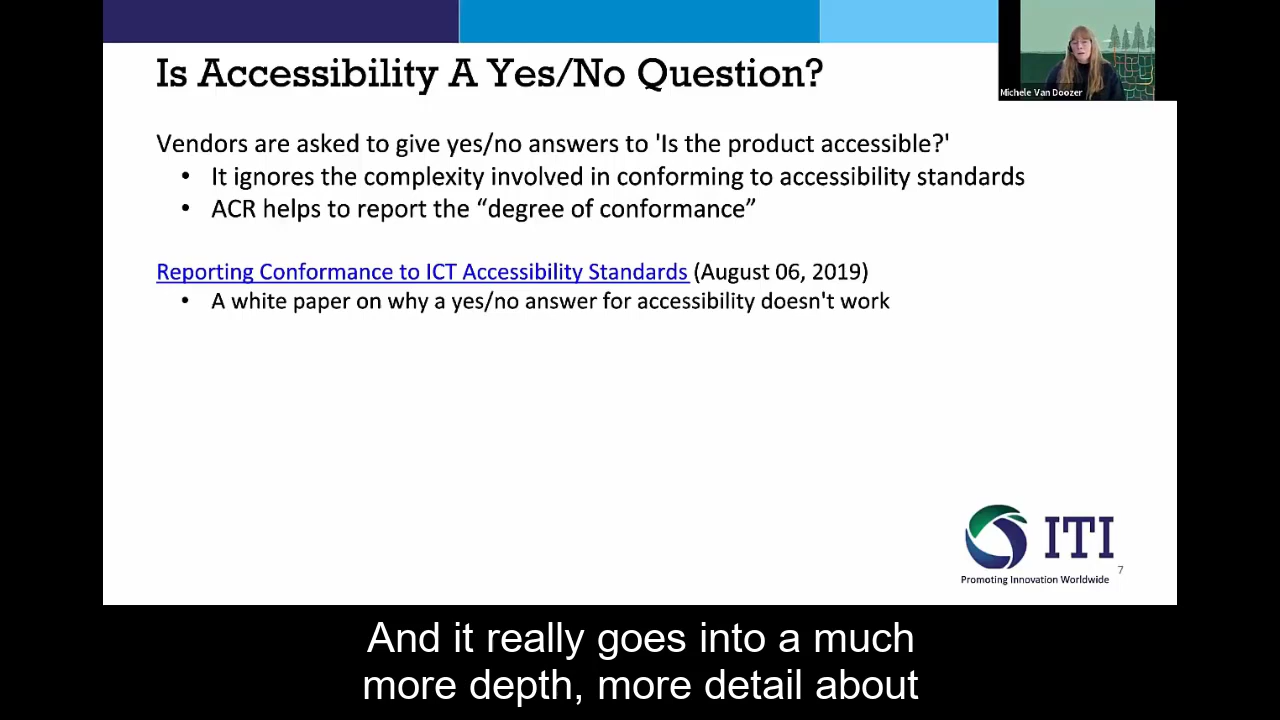 Is Accessibility A Yes/No Question?
Michele Van Doozer
Vendors are asked to give yes/no answers to 'Is the product accessible?'
• It ignores the complexity involved in conforming to accessibility standards
• ACR helps to report the “degree of conformance”
Reporting Conformance to ICT Accessibility Standards (August 06, 2019)
• A white paper on why a yes/no answer for accessibility doesn't work
ITI
Promoting Innovation Worldwide
7
And it really goes into a much
more depth, more detail about